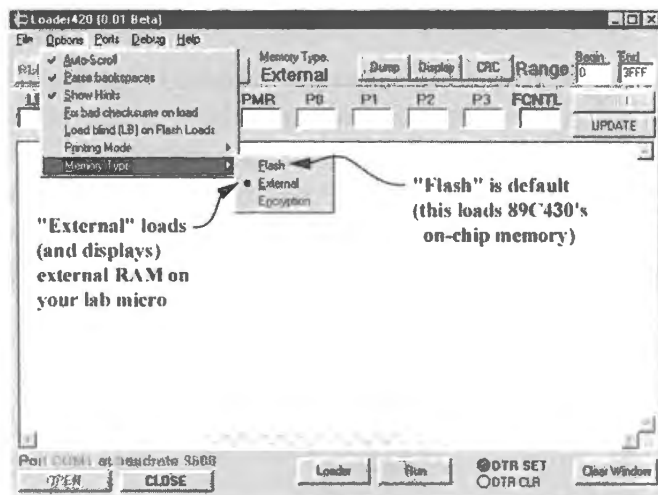 Loader420 (0.01 Beta)
File Options Ports Debug Help
Auto-Scroll
Parse backspaces
Show Hints
Fix bad checksums on load
Load blind (LB) on Flash Loads
Printing Mode
Memory Type
Memory Type.
External
Dump Display CRC
Range:
Begin End
0 3FFF
PMR P0 P1 P2 P3 FCNTL
UPDATE
Flash
External
Encryption
"Flash" is default
(this loads 89C430's
on-chip memory)
"External" loads
(and displays)
external RAM on
your lab micro
Port COM1 at baudrate 9600
OPEN CLOSE
Loader Run
DTR SET
DTR CLR
Clear Window